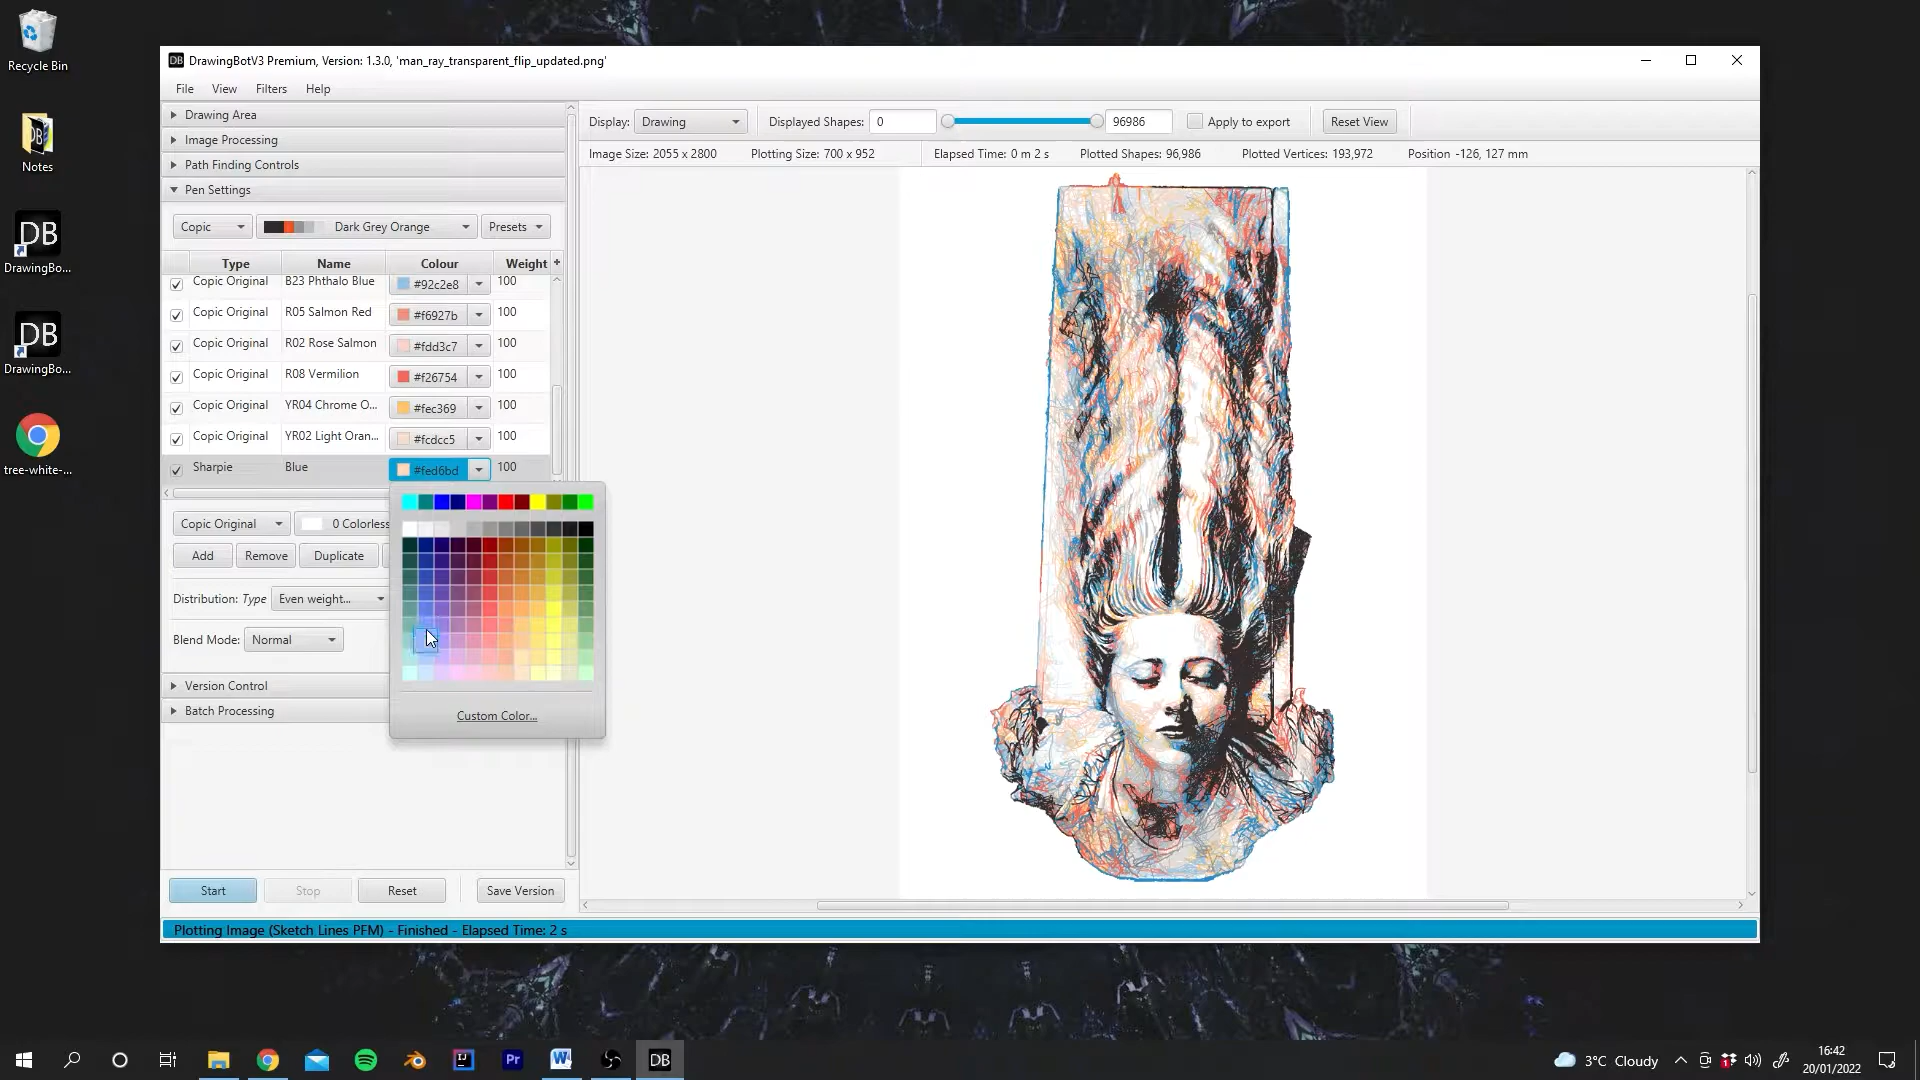 Recycle Bin
Notes
DB
DrawingBo...
DB
DrawingBo...
tree-white-...
DB DrawingBotV3 Premium, Version: 1.3.0, 'man_ray_transparent_flip_updated.png'
File View Filters Help
Drawing Area
Image Processing
Path Finding Controls
Pen Settings
Copic Dark Grey Orange Presets
Type Name Colour Weight +
Copic Original B23 Phthalo Blue #92c2e8 100
Copic Original R05 Salmon Red #f6927b 100
Copic Original R02 Rose Salmon #fdd3c7 100
Copic Original R08 Vermilion #f26754 100
Copic Original YR04 Chrome O... #fec369 100
Copic Original YR02 Light Oran... #fcdcc5 100
Sharpie Blue #fed6bd 100
Copic Original 0 Colorless
Add Remove Duplicate
Distribution: Type Even weight...
Blend Mode: Normal
Custom Color...
Version Control
Batch Processing
Start Stop Reset Save Version
Display: Drawing Displayed Shapes: 0 96986 Apply to export Reset View
Image Size: 2055 x 2800 Plotting Size: 700 x 952 Elapsed Time: 0 m 2 s Plotted Shapes: 96,986 Plotted Vertices: 193,972 Position -126, 127 mm
Plotting Image (Sketch Lines PFM) - Finished - Elapsed Time: 2 s
IJ Pr W DB
3°C Cloudy
16:42
20/01/2022